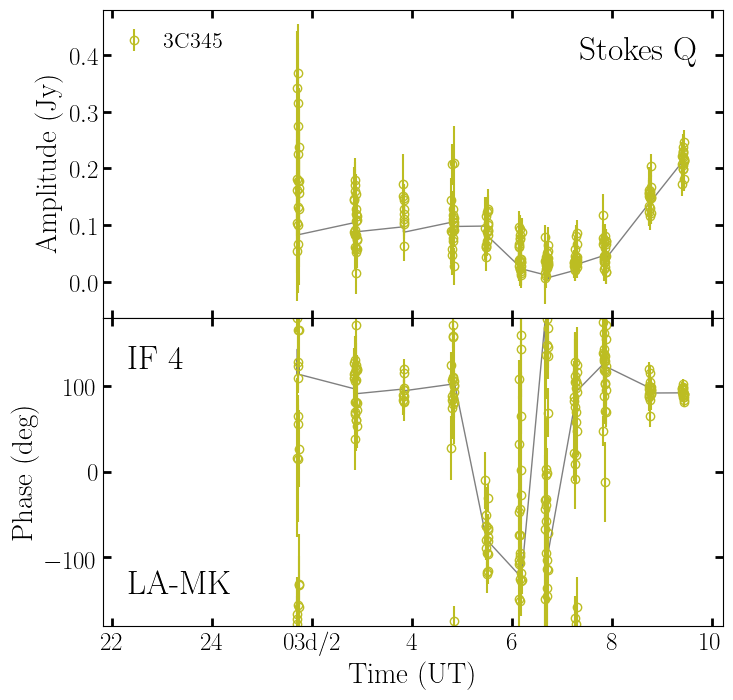 3C345
Stokes Q
Amplitude (Jy)
0.4
0.3
0.2
0.1
0.0
IF 4
LA-MK
Phase (deg)
100
0
−100
22 24 03d/2 4 6 8 10
Time (UT)